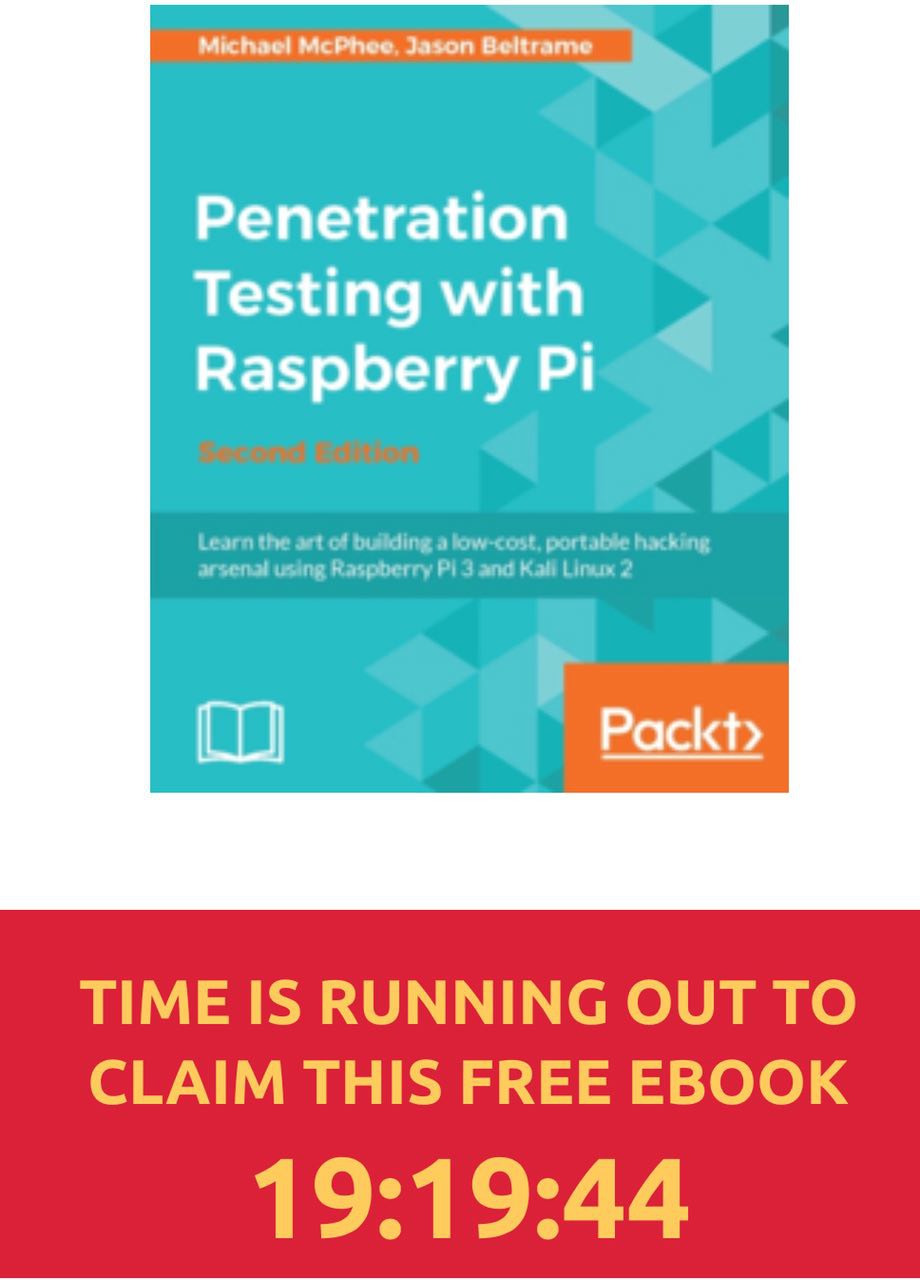 Michael McPhee, Jason Beltrame
Penetration
Testing with
Raspberry Pi
Second Edition
Learn the art of building a low-cost, portable hacking
arsenal using Raspberry Pi 3 and Kali Linux 2
Packt>
TIME IS RUNNING OUT TO
CLAIM THIS FREE EBOOK
19:19:44